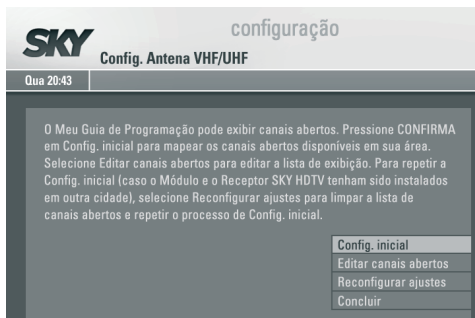 SKY
configuração
Config. Antena VHF/UHF
Qua 20:43
O Meu Guia de Programação pode exibir canais abertos. Pressione CONFIRMA
em Config. inicial para mapear os canais abertos disponíveis em sua área.
Selecione Editar canais abertos para editar a lista de exibição. Para repetir a
Config. inicial (caso o Módulo e o Receptor SKY HDTV tenham sido instalados
em outra cidade), selecione Reconfigurar ajustes para limpar a lista de
canais abertos e repetir o processo de Config. inicial.
Config. inicial
Editar canais abertos
Reconfigurar ajustes
Concluir